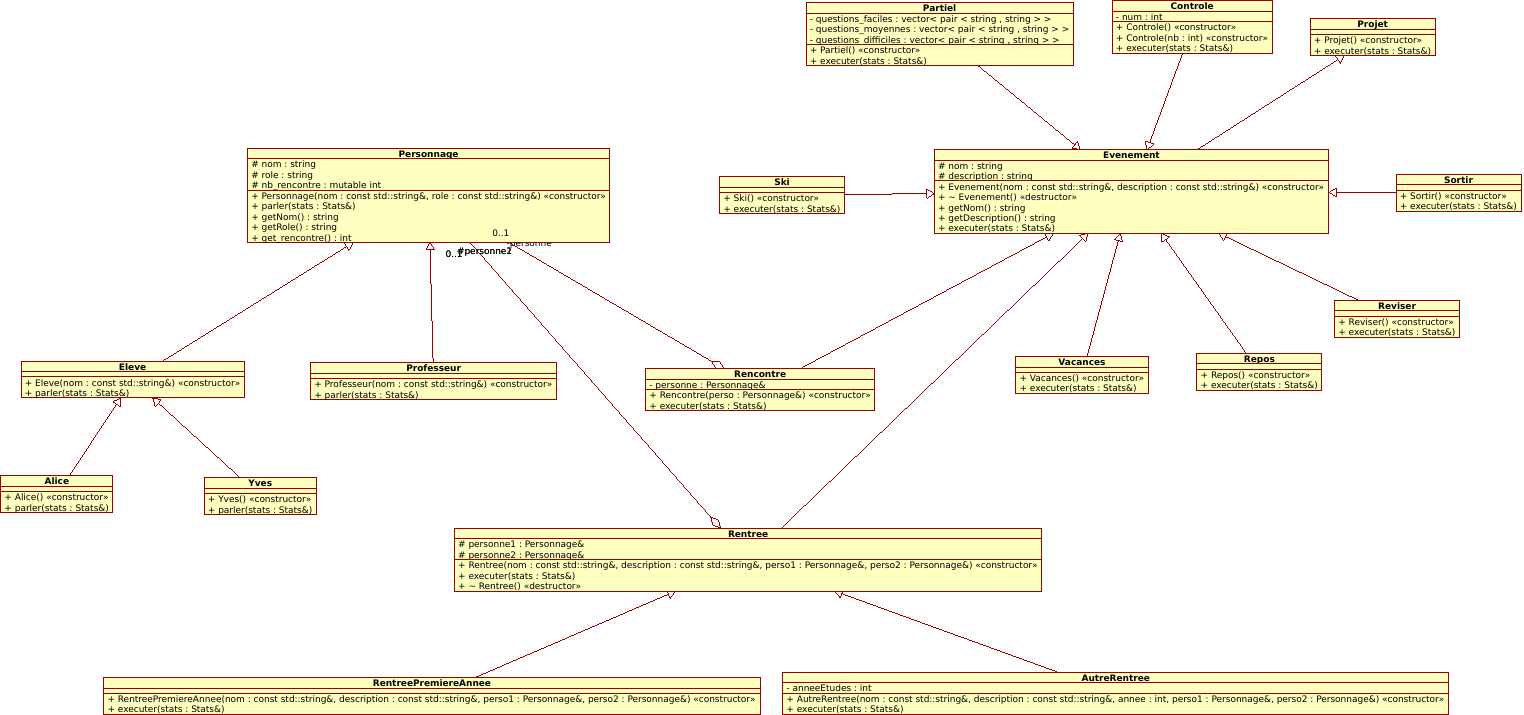 Partiel
- questions_faciles : vector< pair < string , string > >
- questions_moyennes : vector< pair < string , string > >
- questions_difficiles : vector< pair < string , string > >
+ Partiel() «constructor»
+ executer(stats : Stats&)
Controle
- num : int
+ Controle() «constructor»
+ Controle(nb : int) «constructor»
+ executer(stats : Stats&)
Projet
+ Projet() «constructor»
+ executer(stats : Stats&)
Personnage
# nom : string
# role : string
# nb_rencontre : mutable int
+ Personnage(nom : const std::string&, role : const std::string&) «constructor»
+ parler(stats : Stats&)
+ getNom() : string
+ getRole() : string
+ get_rencontre() : int
0..1
-personne
0..1
Ski
+ Ski() «constructor»
+ executer(stats : Stats&)
Evenement
# nom : string
# description : string
+ Evenement(nom : const std::string&, description : const std::string&) «constructor»
+ ~ Evenement() «destructor»
+ getNom() : string
+ getDescription() : string
+ executer(stats : Stats&)
Sortir
+ Sortir() «constructor»
+ executer(stats : Stats&)
Reviser
+ Reviser() «constructor»
+ executer(stats : Stats&)
Eleve
+ Eleve(nom : const std::string&) «constructor»
+ parler(stats : Stats&)
Professeur
+ Professeur(nom : const std::string&) «constructor»
+ parler(stats : Stats&)
Rencontre
- personne : Personnage&
+ Rencontre(perso : Personnage&) «constructor»
+ executer(stats : Stats&)
Vacances
+ Vacances() «constructor»
+ executer(stats : Stats&)
Repos
+ Repos() «constructor»
+ executer(stats : Stats&)
Alice
+ Alice() «constructor»
+ parler(stats : Stats&)
Yves
+ Yves() «constructor»
+ parler(stats : Stats&)
Rentree
# personne1 : Personnage&
# personne2 : Personnage&
+ Rentree(nom : const std::string&, description : const std::string&, perso1 : Personnage&, perso2 : Personnage&) «constructor»
+ executer(stats : Stats&)
+ ~ Rentree() «destructor»
RentreePremiereAnnee
+ RentreePremiereAnnee(nom : const std::string&, description : const std::string&, perso1 : Personnage&, perso2 : Personnage&) «constructor»
+ executer(stats : Stats&)
AutreRentree
- anneeEtudes : int
+ AutreRentree(nom : const std::string&, description : const std::string&, annee : int, perso1 : Personnage&, perso2 : Personnage&) «constructor»
+ executer(stats : Stats&)